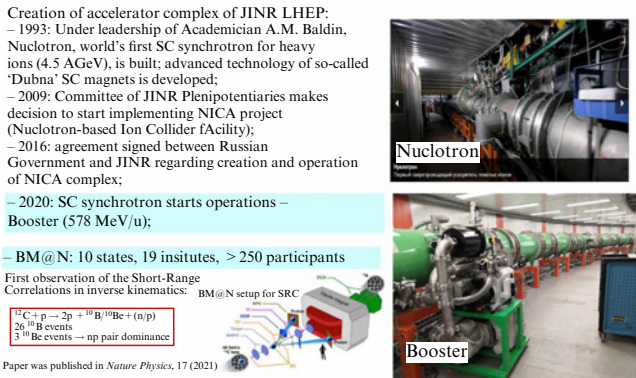 Creation of accelerator complex of JINR LHEP:
– 1993: Under leadership of Academician A.M. Baldin,
Nuclotron, world's first SC synchrotron for heavy
ions (4.5 AGeV), is built; advanced technology of so-called
'Dubna' SC magnets is developed;
– 2009: Committee of JINR Plenipotentiaries makes
decision to start implementing NICA project
(Nuclotron-based Ion Collider fAcility);
– 2016: agreement signed between Russian
Government and JINR regarding creation and operation
of NICA complex;
– 2020: SC synchrotron starts operations –
Booster (578 MeV/u);
– BM@N: 10 states, 19 insitutes, > 250 participants
First observation of the Short-Range
Correlations in inverse kinematics:
BM@N setup for SRC
¹²C + p → 2p + ¹⁰B/¹⁰Be + (n/p)
26 ¹⁰B events
3 ¹⁰Be events → np pair dominance
Paper was published in Nature Physics, 17 (2021)
Nuclotron
Нуклотрон
Первый сверхпроводящий ускоритель тяжелых ионов
Booster